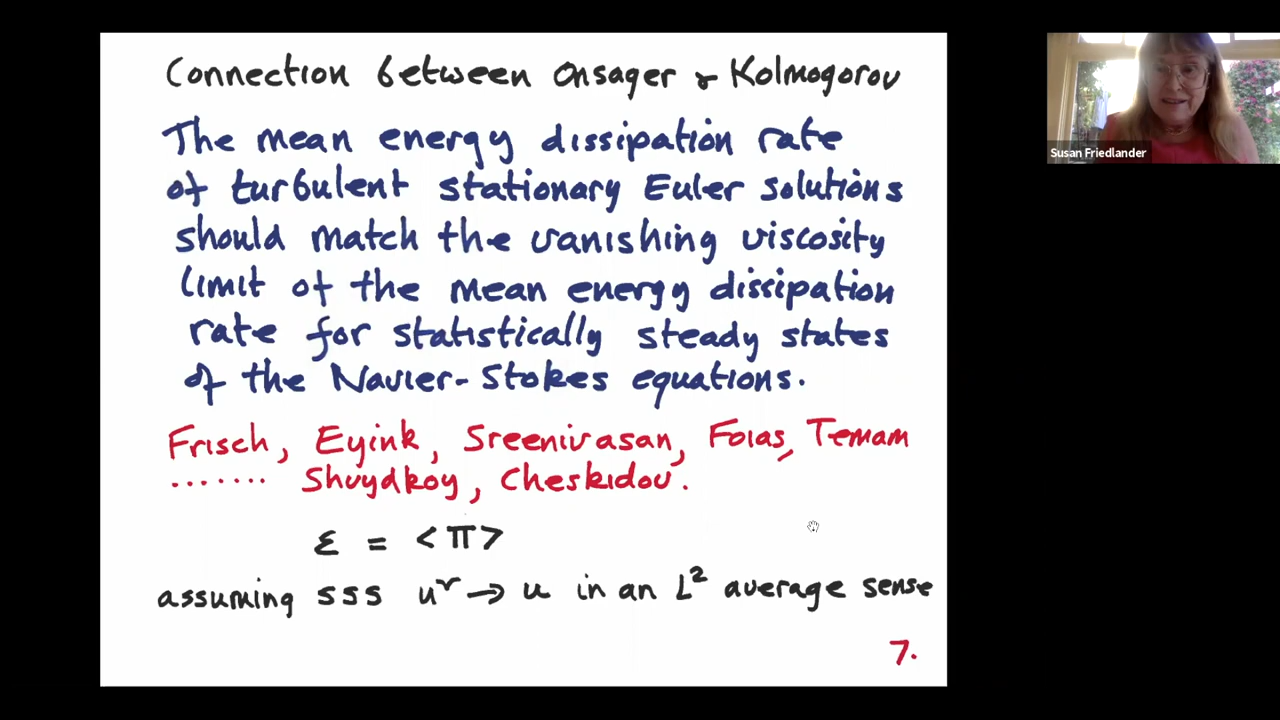 Connection between Onsager & Kolmogorov
The mean energy dissipation rate
of turbulent stationary Euler solutions
should match the vanishing viscosity
limit of the mean energy dissipation
rate for statistically steady states
of the Navier-Stokes equations.
Frisch, Eyink, Sreenivasan, Foias, Temam
....... Shvydkoy, Cheskidov.
ε = <π>
assuming sss u^ν → u in an L² average sense
7.
Susan Friedlander